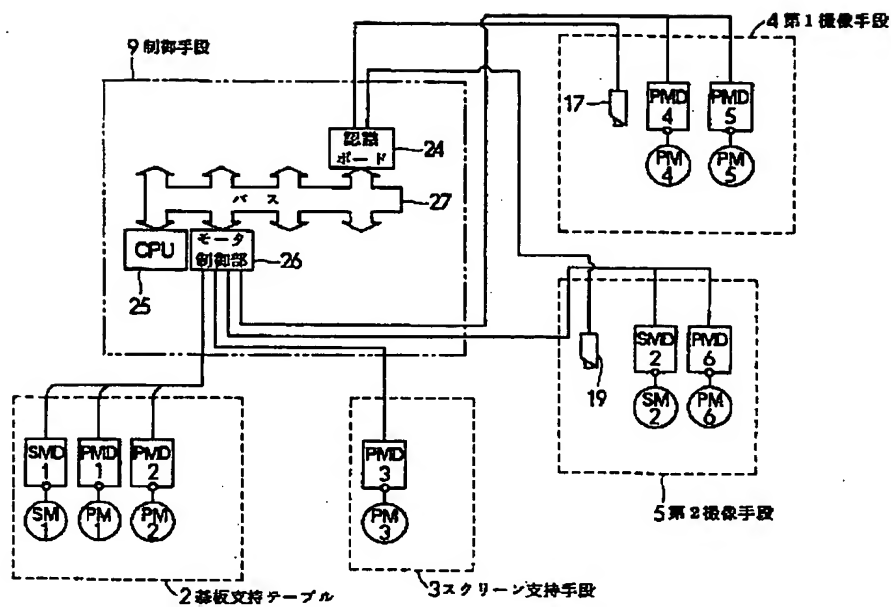 9 制御手段
認識
ボード
24
バス
27
CPU
25
モータ
制御部
26
4 第1撮像手段
17
PMD
4
PM
4
PMD
5
PM
5
19
SMD
2
SM
2
PMD
6
PM
6
5 第2撮像手段
SMD
1
SM
1
PMD
1
PM
1
PMD
2
PM
2
2 基板支持テーブル
PMD
3
PM
3
3 スクリーン支持手段